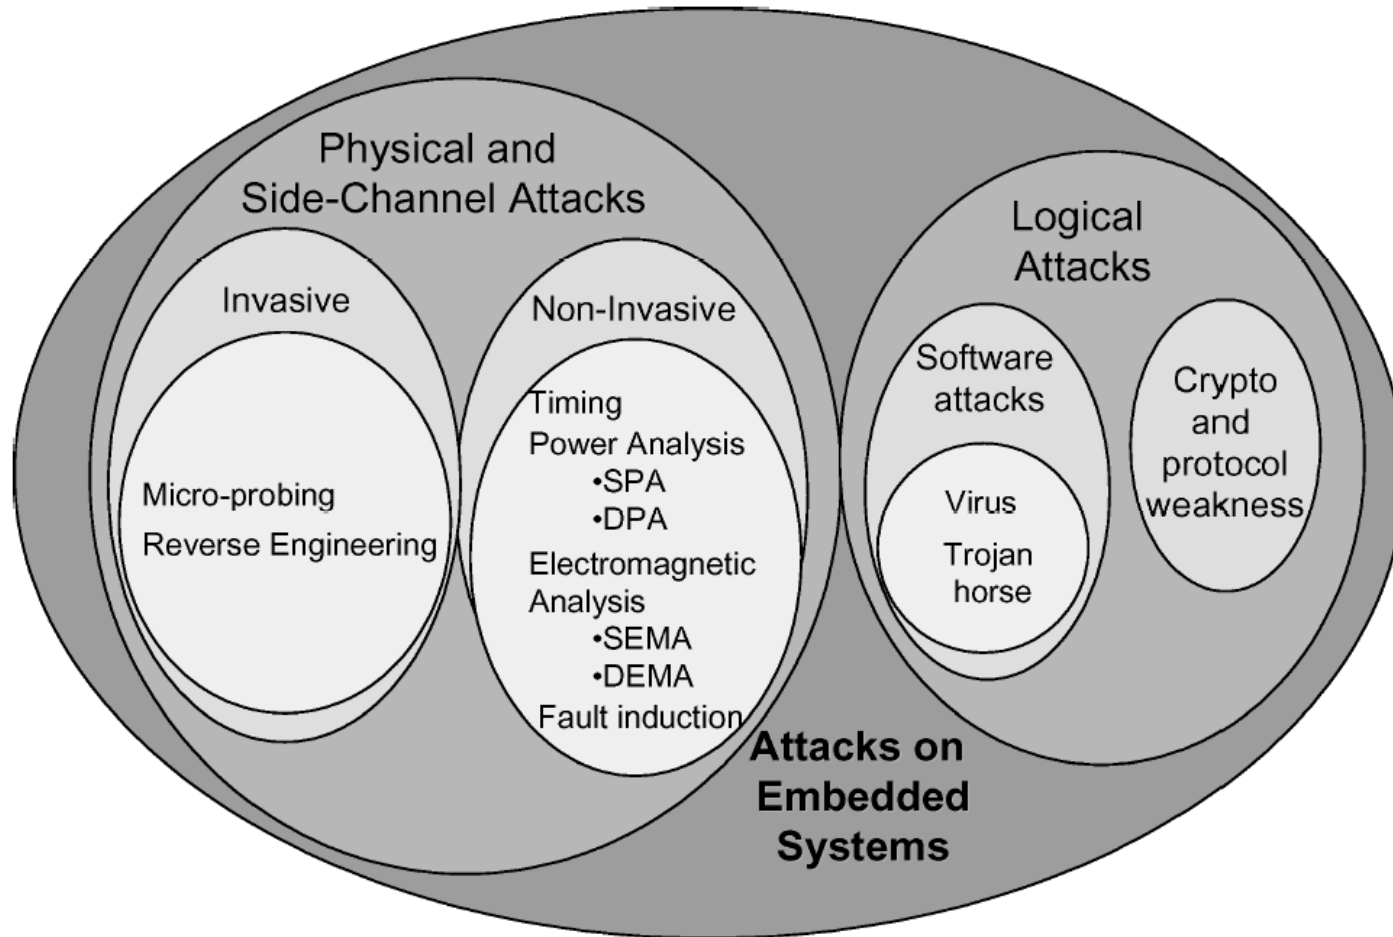 Physical and
Side-Channel Attacks
Invasive
Micro-probing
Reverse Engineering
Non-Invasive
Timing
Power Analysis
•SPA
•DPA
Electromagnetic
Analysis
•SEMA
•DEMA
Fault induction
Logical
Attacks
Software
attacks
Virus
Trojan
horse
Crypto
and
protocol
weakness
Attacks on
Embedded
Systems